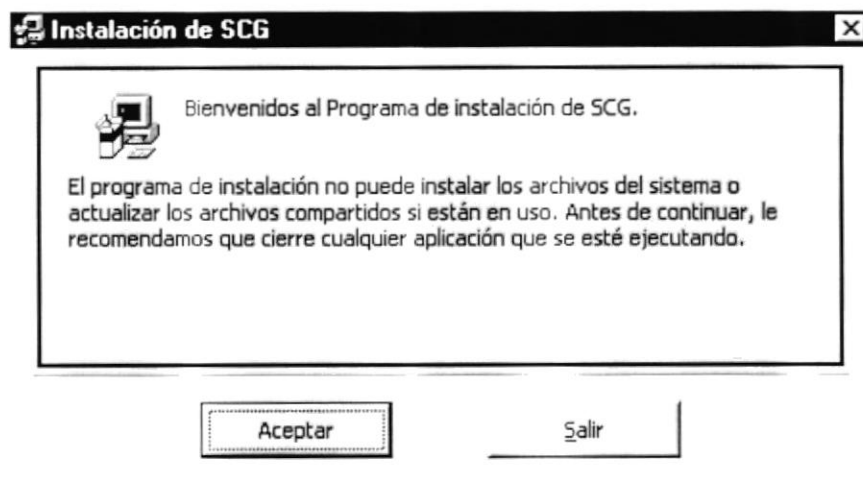 Instalación de SCG
Bienvenidos al Programa de instalación de SCG.
El programa de instalación no puede instalar los archivos del sistema o
actualizar los archivos compartidos si están en uso. Antes de continuar, le
recomendamos que cierre cualquier aplicación que se esté ejecutando.
Aceptar
Salir